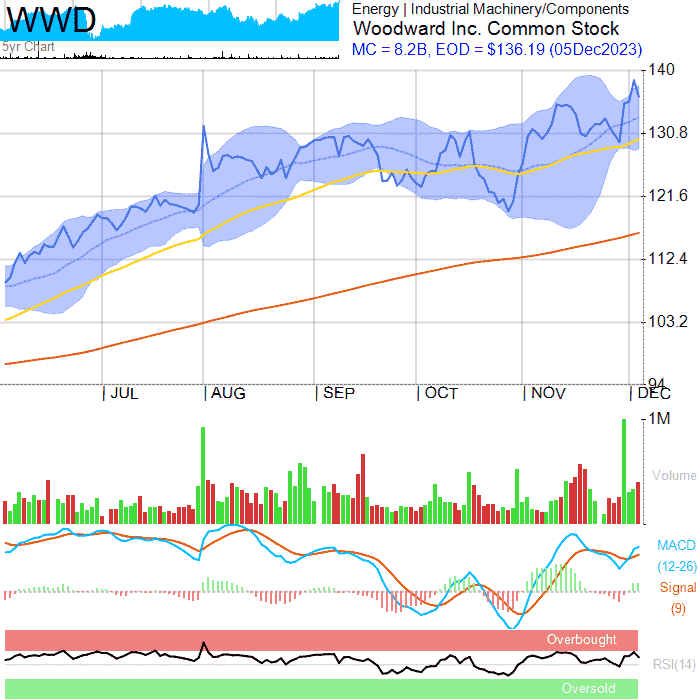 WWD
5yr Chart
Energy | Industrial Machinery/Components
Woodward Inc. Common Stock
MC = 8.2B, EOD = $136.19 (05Dec2023)
140
130.8
121.6
112.4
103.2
94
JUL AUG SEP OCT NOV DEC
1M
Volume
MACD
(12-26)
Signal
(9)
Overbought
RSI(14)
Oversold